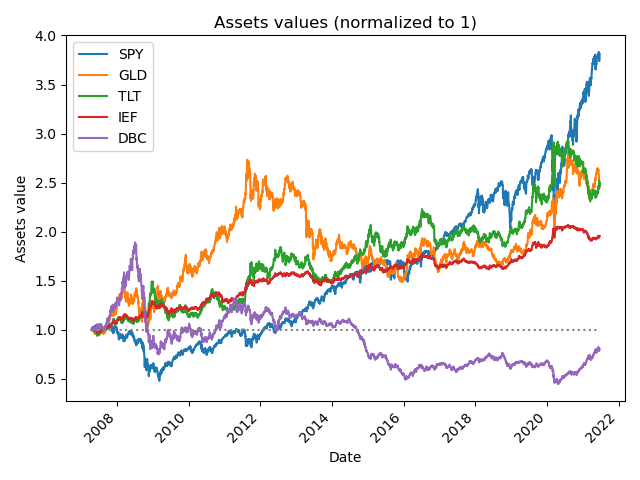 Assets values (normalized to 1)
SPY
GLD
TLT
IEF
DBC
4.0
3.5
3.0
2.5
2.0
1.5
1.0
0.5
Assets value
2008
2010
2012
2014
2016
2018
2020
2022
Date